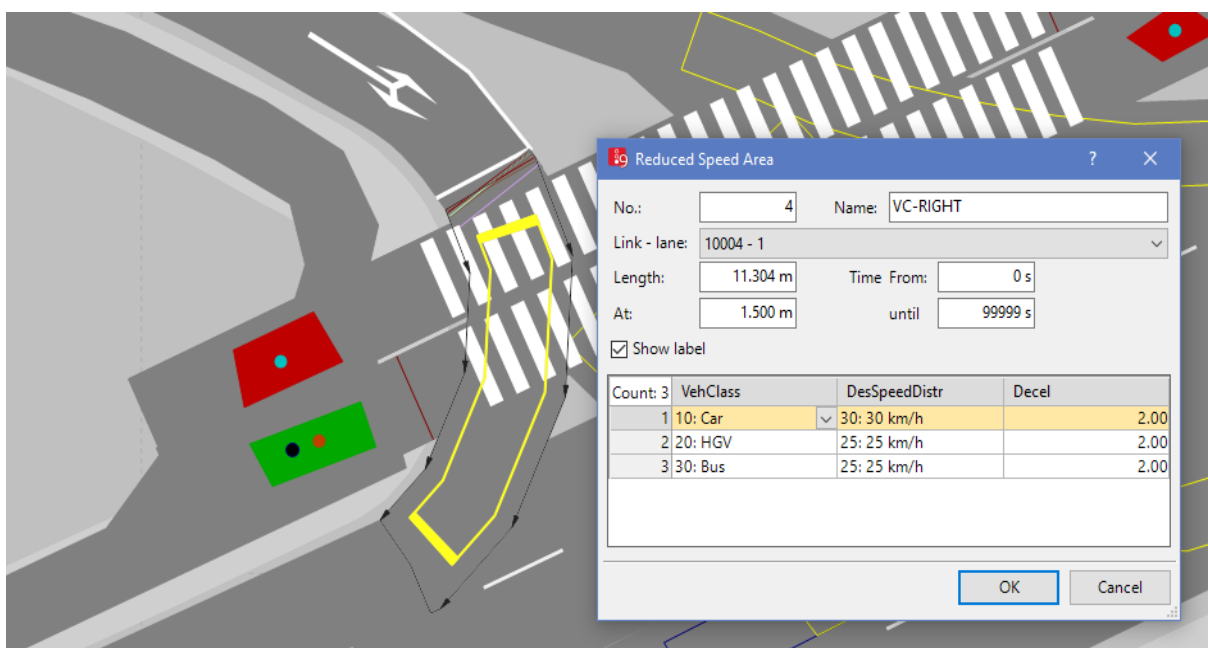 Reduced Speed Area
No.: 4 Name: VC-RIGHT
Link - lane: 10004 - 1
Length: 11.304 m Time From: 0 s
At: 1.500 m until 99999 s
Show label
Count: 3 VehClass DesSpeedDistr Decel
1 10: Car 30: 30 km/h 2.00
2 20: HGV 25: 25 km/h 2.00
3 30: Bus 25: 25 km/h 2.00
OK Cancel